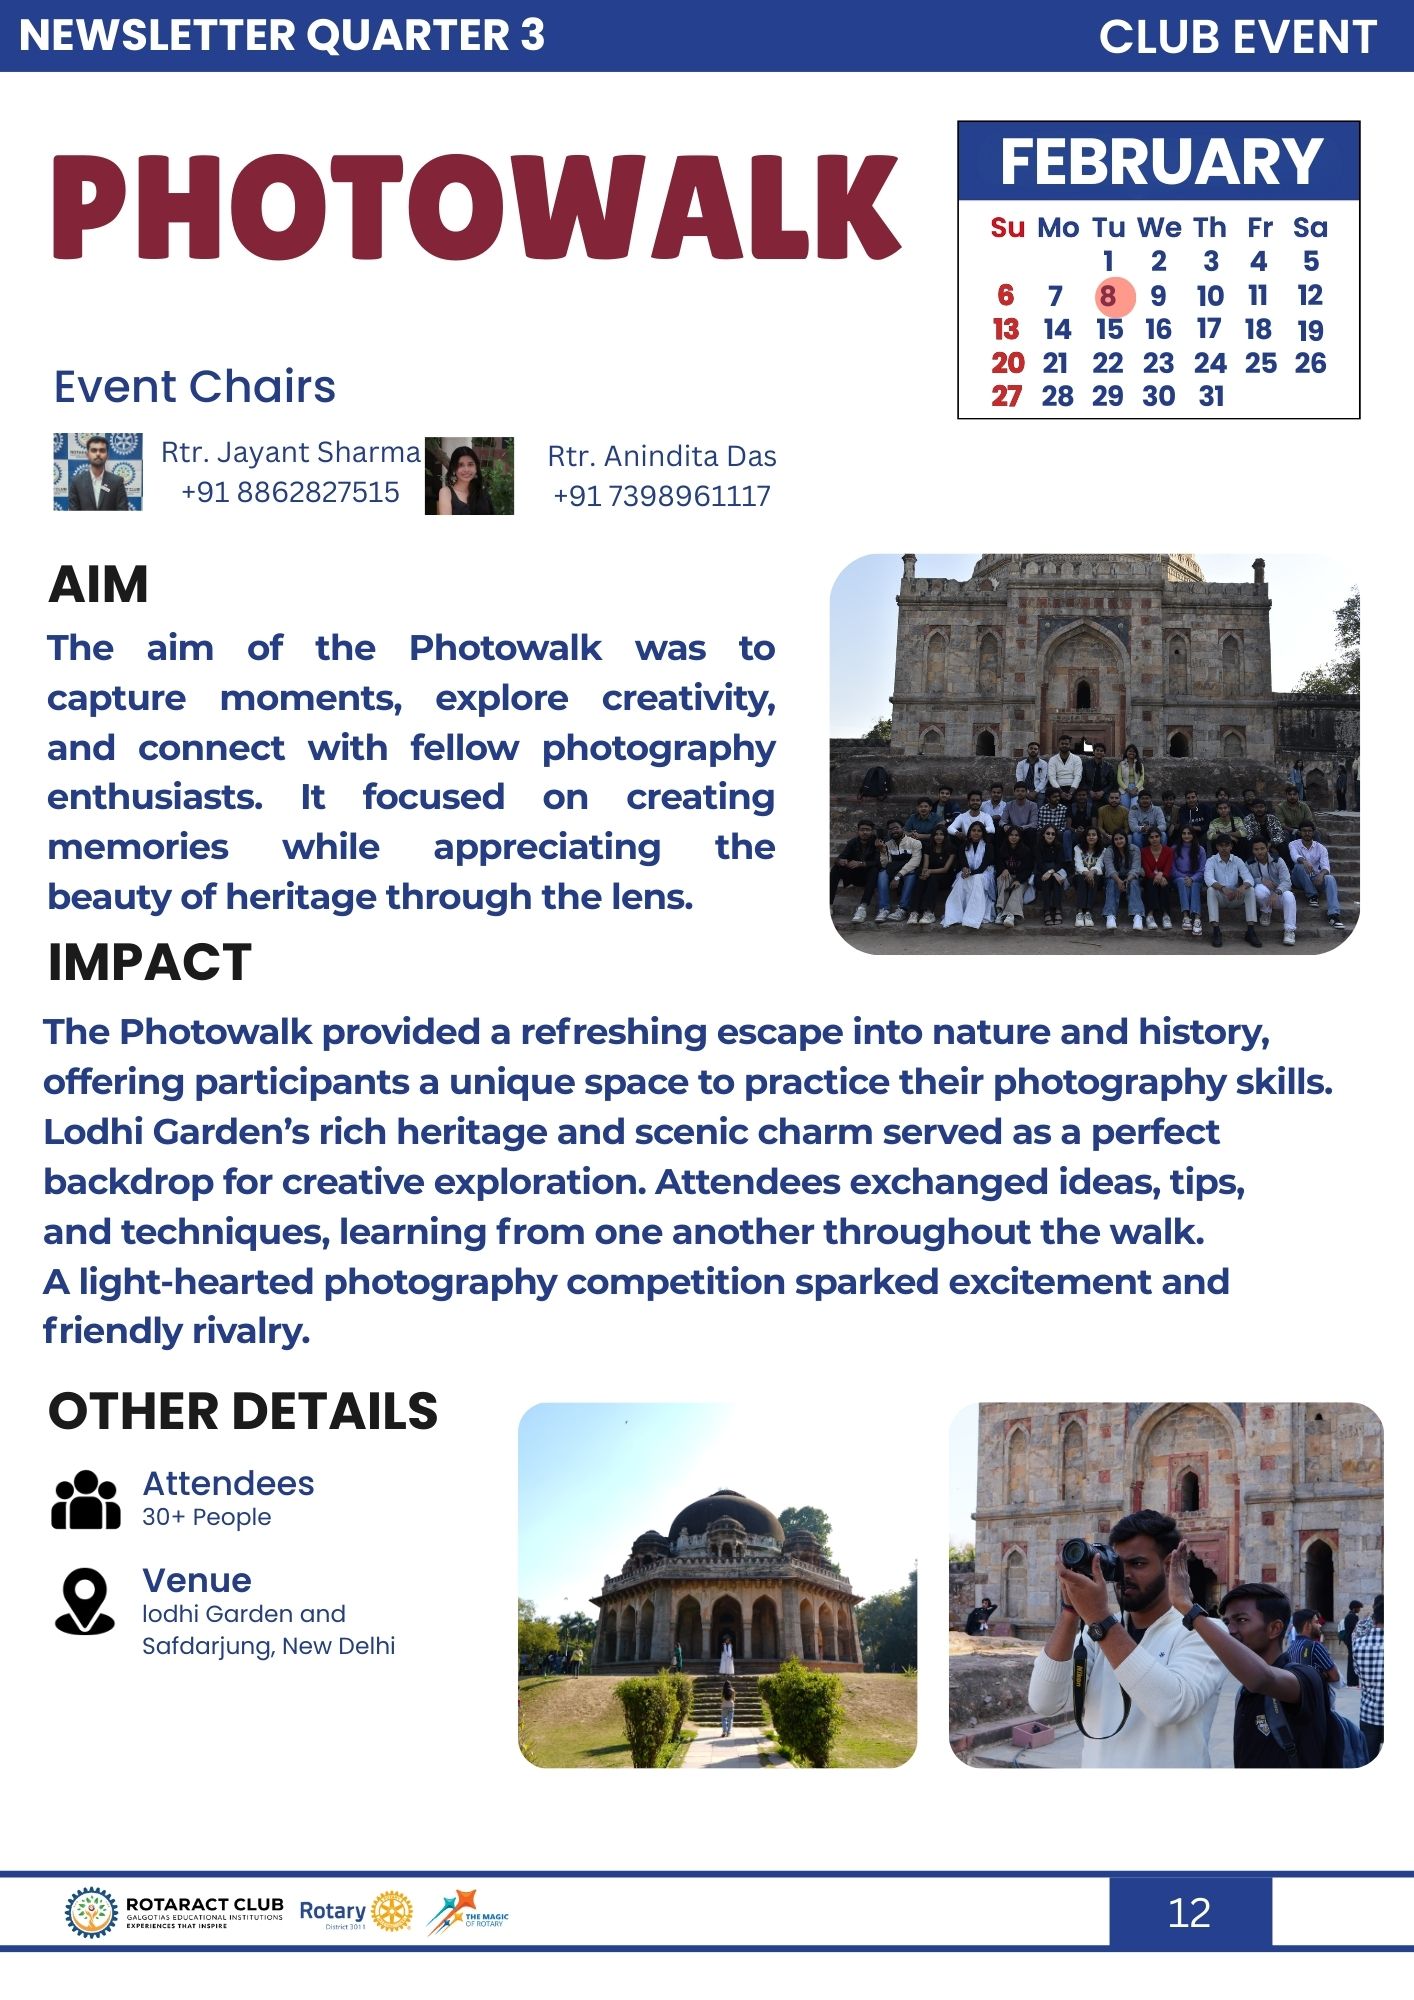 NEWSLETTER QUARTER 3
CLUB EVENT
PHOTOWALK
FEBRUARY
Su Mo Tu We Th Fr Sa
1 2 3 4 5
6 7 8 9 10 11 12
13 14 15 16 17 18 19
20 21 22 23 24 25 26
27 28 29 30 31
Event Chairs
Rtr. Jayant Sharma
+91 8862827515
Rtr. Anindita Das
+91 7398961117
AIM
The aim of the Photowalk was to
capture moments, explore creativity,
and connect with fellow photography
enthusiasts. It focused on creating
memories while appreciating the
beauty of heritage through the lens.
IMPACT
The Photowalk provided a refreshing escape into nature and history,
offering participants a unique space to practice their photography skills.
Lodhi Garden’s rich heritage and scenic charm served as a perfect
backdrop for creative exploration. Attendees exchanged ideas, tips,
and techniques, learning from one another throughout the walk.
A light-hearted photography competition sparked excitement and
friendly rivalry.
OTHER DETAILS
Attendees
30+ People
Venue
lodhi Garden and
Safdarjung, New Delhi
Nikon
ROTARACT CLUB
GALGOTIAS EDUCATIONAL INSTITUTIONS
EXPERIENCES THAT INSPIRE
Rotary
District 3011
THE MAGIC
OF ROTARY
12